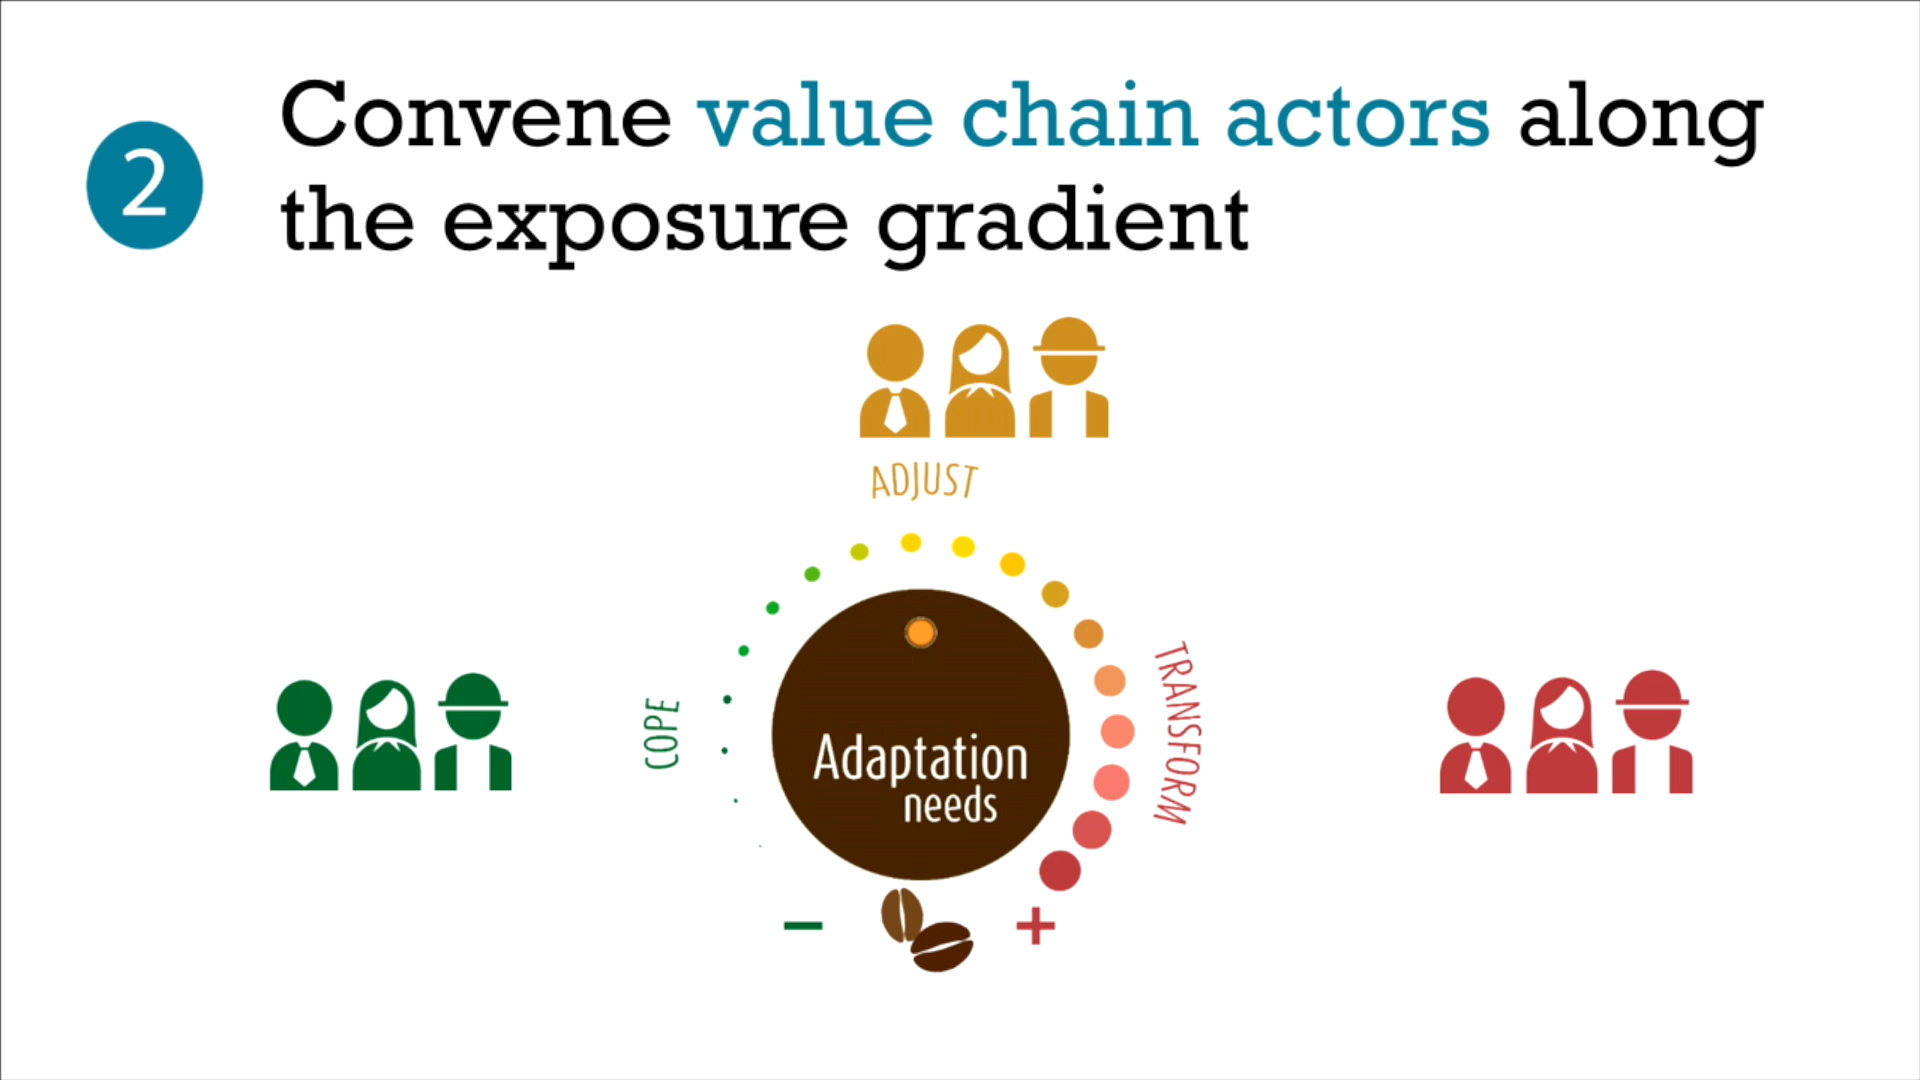 2
Convene value chain actors along
the exposure gradient
ADJUST
COPE
TRANSFORM
Adaptation
needs
− +